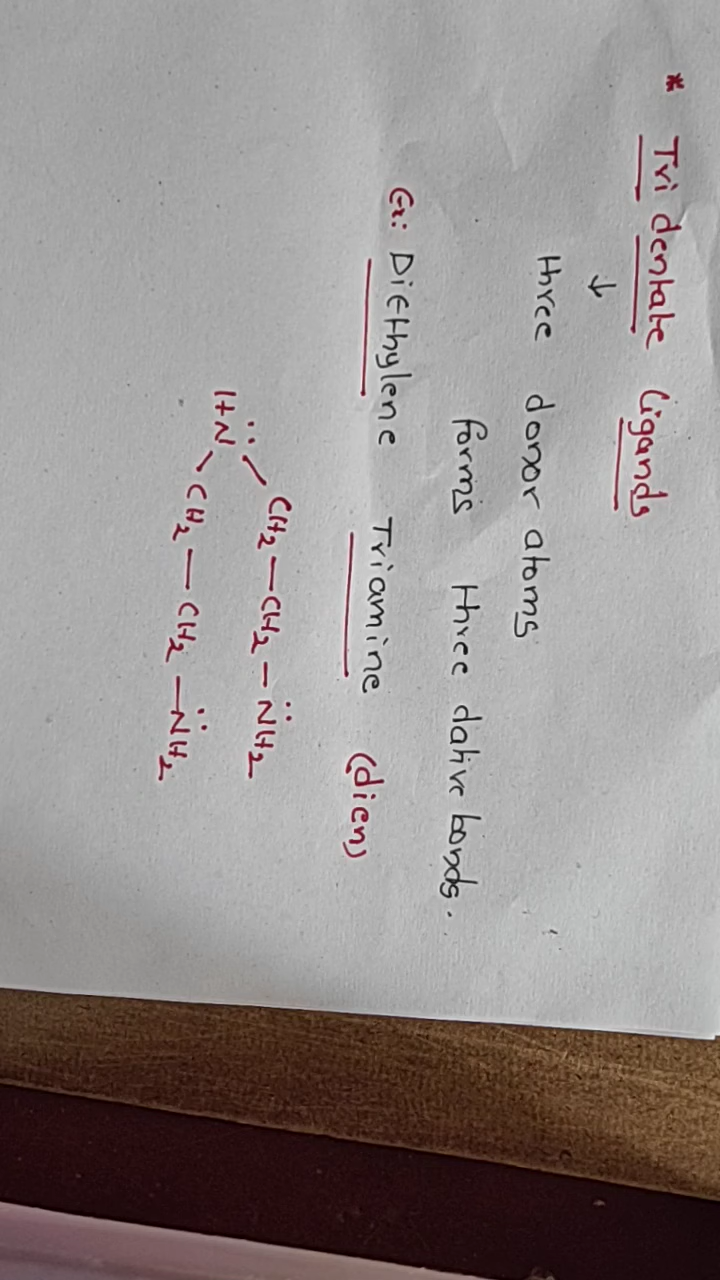 * Tri dentate ligands
↓
three donor atoms
forms three dative bonds.
Ex: Diethylene Triamine (dien)
CH₂—CH₂—N̈H₂
HN̈
CH₂—CH₂—N̈H₂